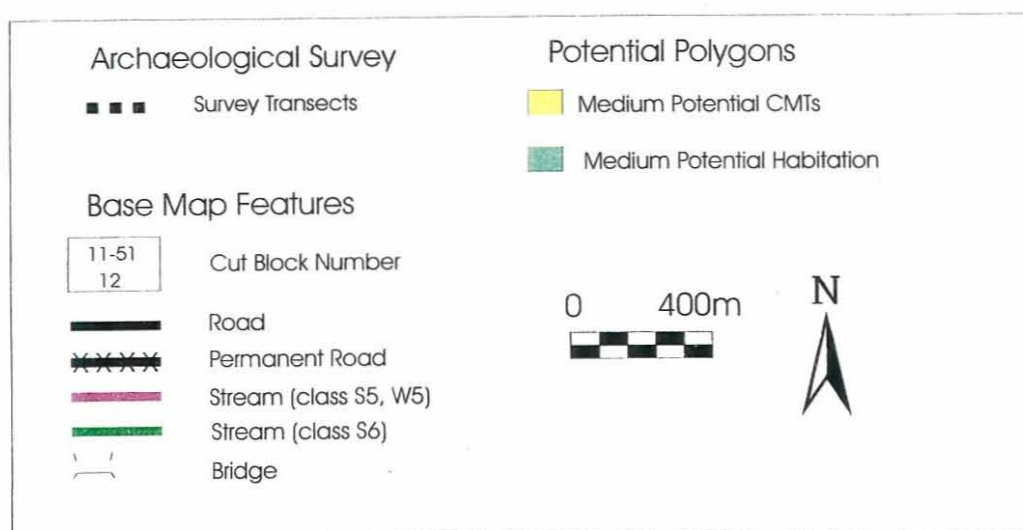 Archaeological Survey
Survey Transects
Base Map Features
11-51
12
Cut Block Number
Road
Permanent Road
Stream (class S5, W5)
Stream (class S6)
Bridge
Potential Polygons
Medium Potential CMTs
Medium Potential Habitation
0 400m
N